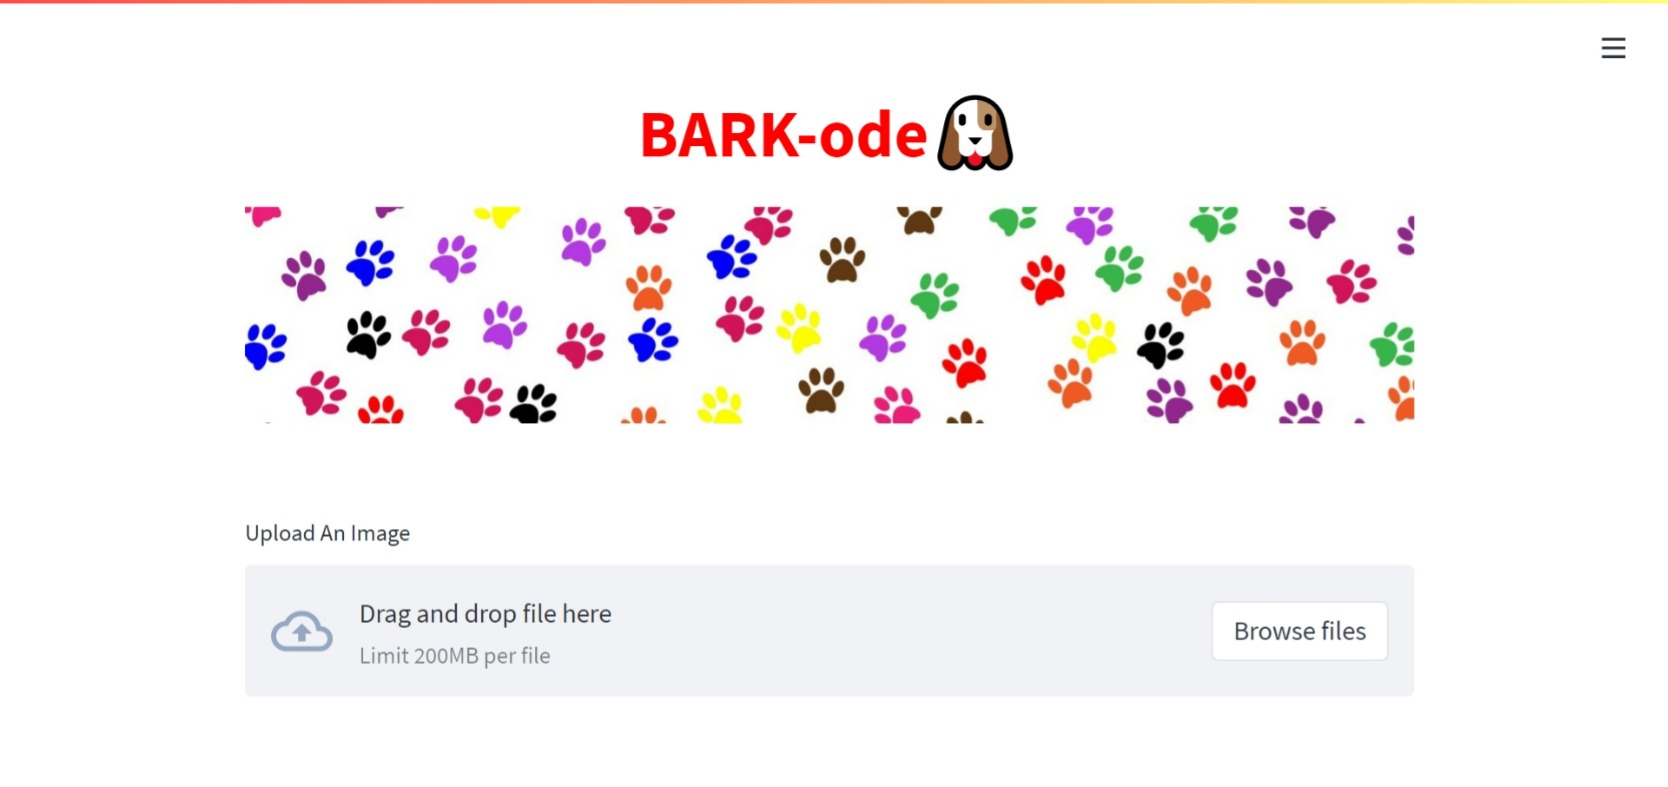 BARK-ode
Upload An Image
Drag and drop file here
Limit 200MB per file
Browse files